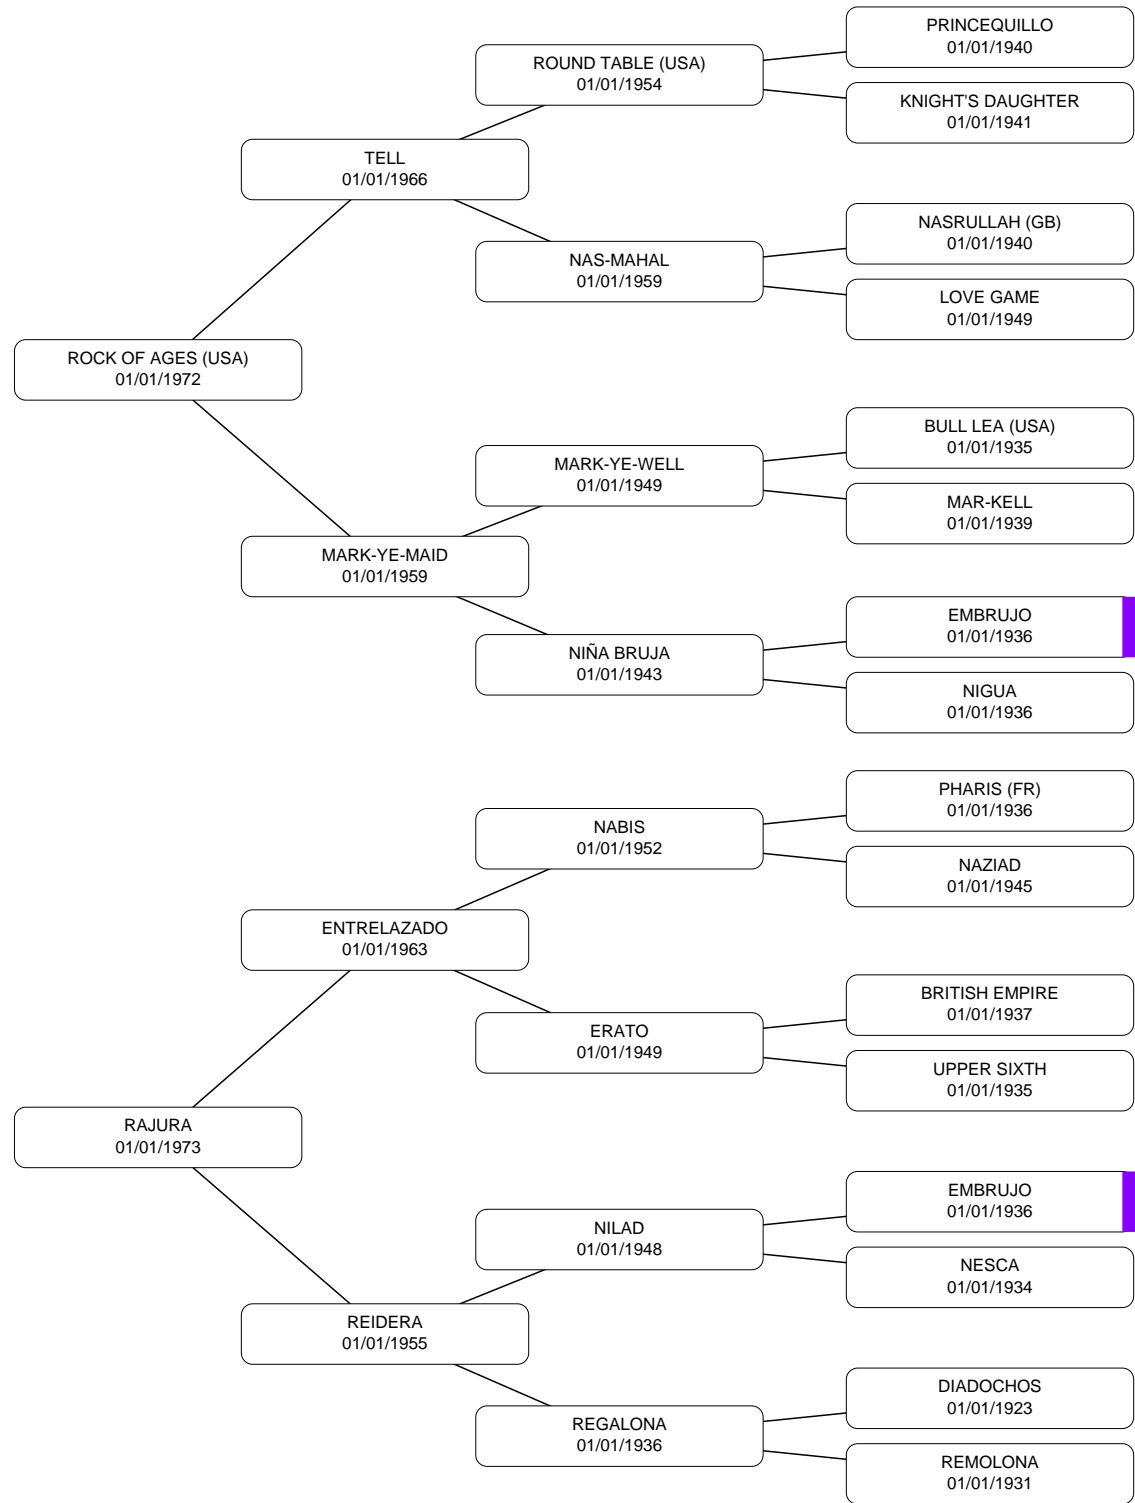 PRINCEQUILLO
01/01/1940
ROUND TABLE (USA)
01/01/1954
KNIGHT'S DAUGHTER
01/01/1941
TELL
01/01/1966
NASRULLAH (GB)
01/01/1940
NAS-MAHAL
01/01/1959
LOVE GAME
01/01/1949
ROCK OF AGES (USA)
01/01/1972
BULL LEA (USA)
01/01/1935
MARK-YE-WELL
01/01/1949
MAR-KELL
01/01/1939
MARK-YE-MAID
01/01/1959
EMBRUJO
01/01/1936
NIÑA BRUJA
01/01/1943
NIGUA
01/01/1936
PHARIS (FR)
01/01/1936
NABIS
01/01/1952
NAZIAD
01/01/1945
ENTRELAZADO
01/01/1963
BRITISH EMPIRE
01/01/1937
ERATO
01/01/1949
UPPER SIXTH
01/01/1935
RAJURA
01/01/1973
EMBRUJO
01/01/1936
NILAD
01/01/1948
NESCA
01/01/1934
REIDERA
01/01/1955
DIADOCHOS
01/01/1923
REGALONA
01/01/1936
REMOLONA
01/01/1931